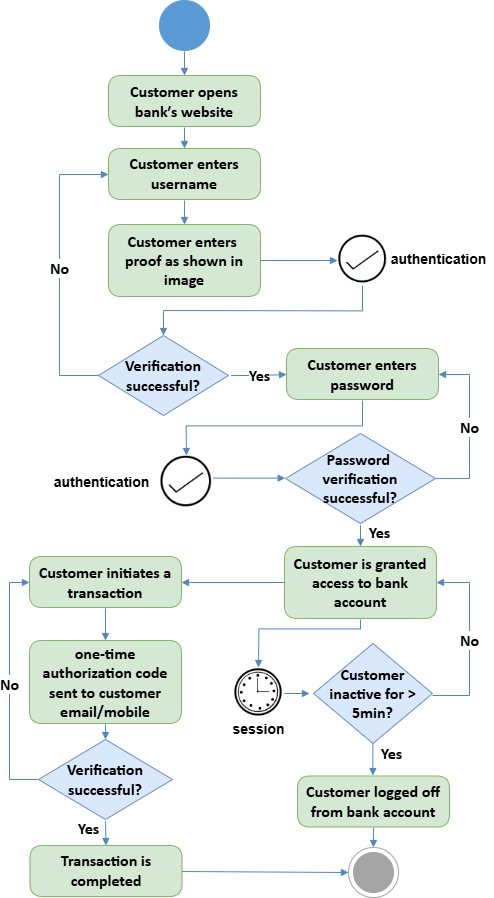 Customer opens
bank's website
Customer enters
username
Customer enters
proof as shown in
image
authentication
No
Verification
successful?
Yes
Customer enters
password
No
authentication
Password
verification
successful?
Yes
Customer initiates a
transaction
Customer is granted
access to bank
account
No
one-time
authorization code
sent to customer
email/mobile
No
Customer
inactive for >
5min?
session
Yes
Verification
successful?
Customer logged off
from bank account
Yes
Transaction is
completed